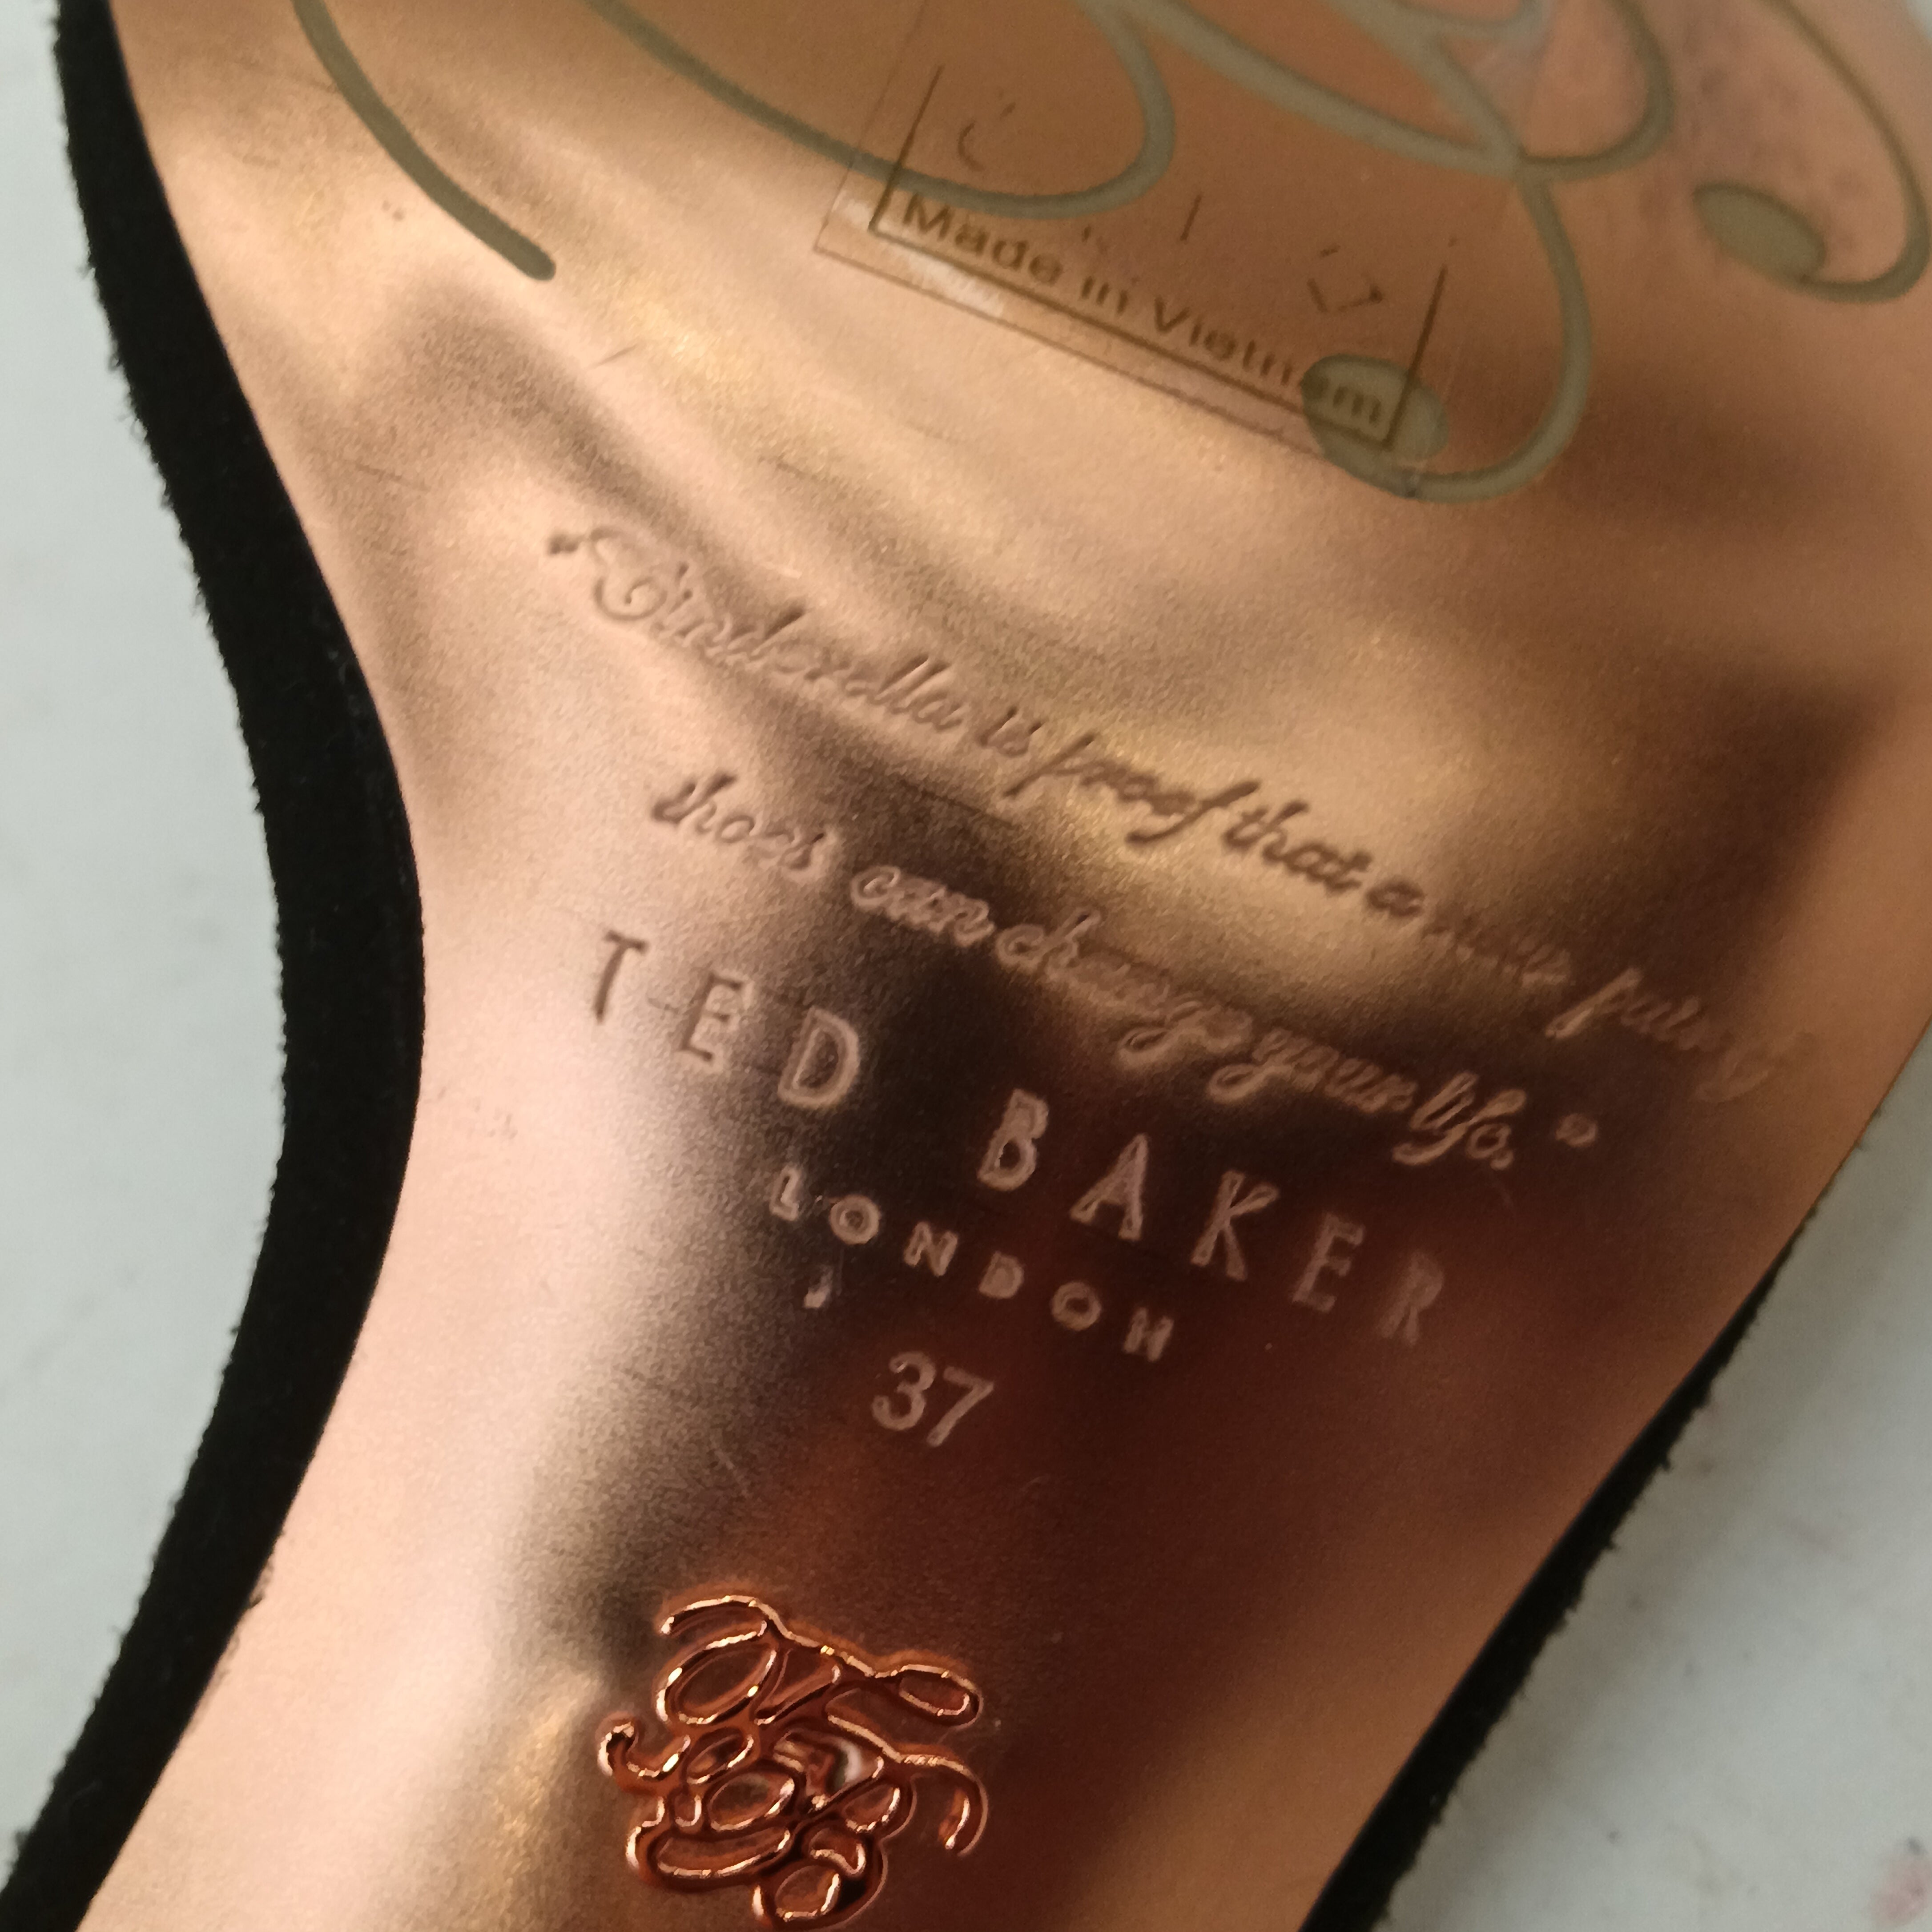 Made in Vietnam
"Cinderella is proof that a
shoes can change your life."
TED BAKER
LONDON
37